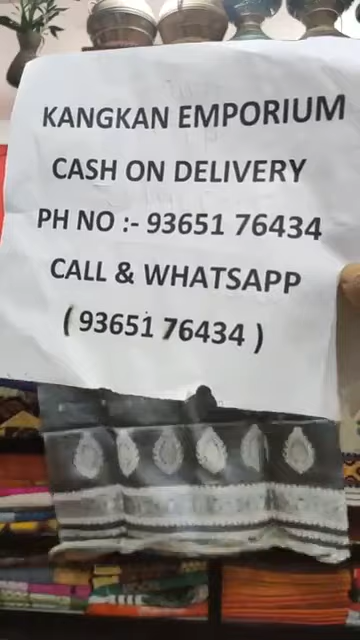 KANGKAN EMPORIUM
CASH ON DELIVERY
PH NO :- 93651 76434
CALL & WHATSAPP
( 93651 76434 )